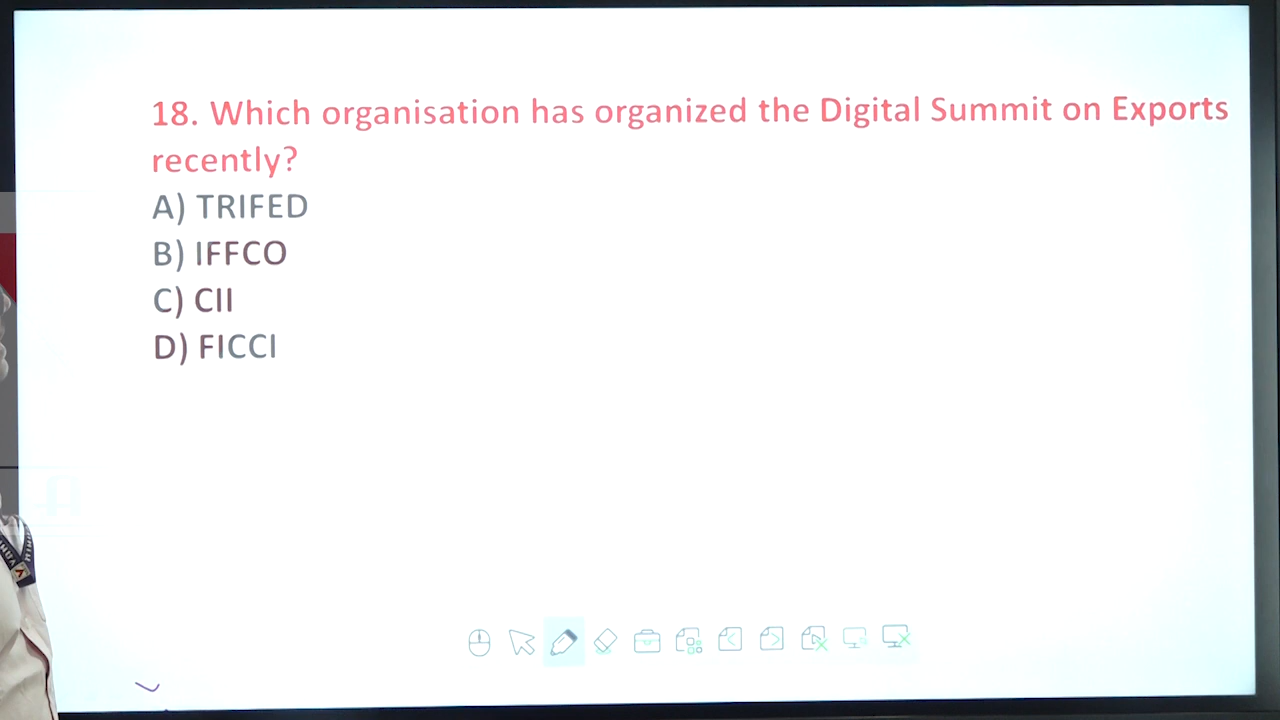 18. Which organisation has organized the Digital Summit on Exports
recently?
A) TRIFED
B) IFFCO
C) CII
D) FICCI